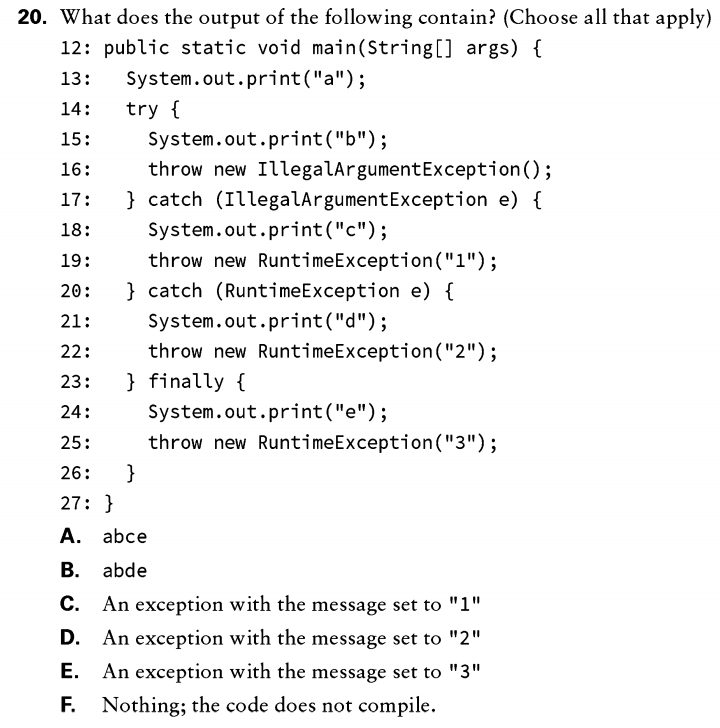 20. What does the output of the following contain? (Choose all that apply)
12: public static void main(String[] args) {
13:   System.out.print("a");
14:   try {
15:     System.out.print("b");
16:     throw new IllegalArgumentException();
17:   } catch (IllegalArgumentException e) {
18:     System.out.print("c");
19:     throw new RuntimeException("1");
20:   } catch (RuntimeException e) {
21:     System.out.print("d");
22:     throw new RuntimeException("2");
23:   } finally {
24:     System.out.print("e");
25:     throw new RuntimeException("3");
26:   }
27: }
A. abce
B. abde
C. An exception with the message set to "1"
D. An exception with the message set to "2"
E. An exception with the message set to "3"
F. Nothing; the code does not compile.